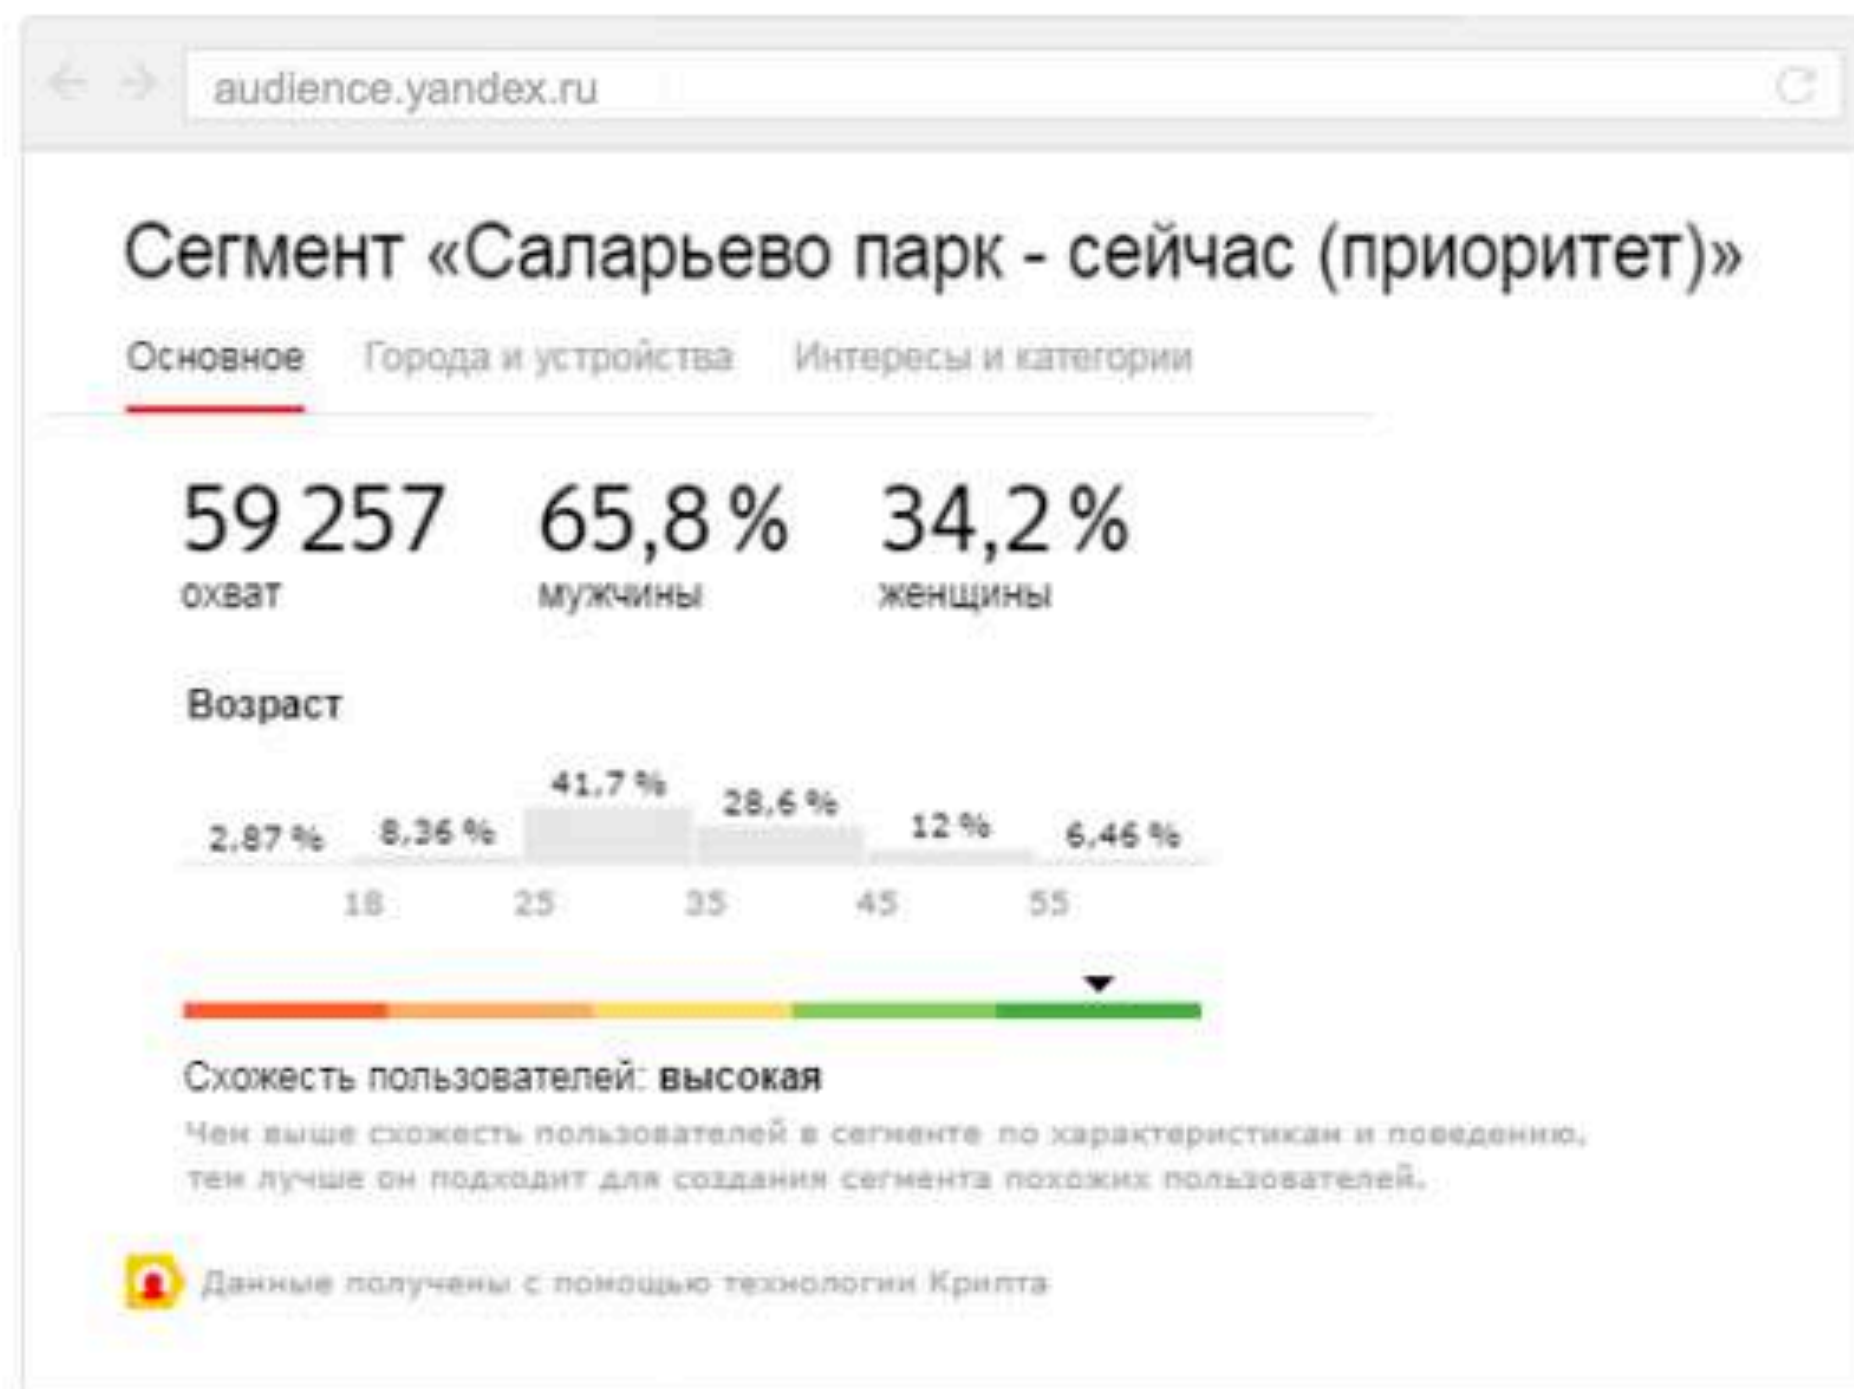 audience.yandex.ru
Сегмент «Саларьево парк - сейчас (приоритет)»
Основное Города и устройства Интересы и категории
59 257 65,8 % 34,2 %
охват мужчины женщины
Возраст
2,87 % 8,36 % 41,7 % 28,6 % 12 % 6,46 %
18 25 35 45 55
Схожесть пользователей: высокая
Чем выше схожесть пользователей в сегменте по характеристикам и поведению,
тем лучше он подходит для создания сегмента похожих пользователей.
Данные получены с помощью технологии Крипта